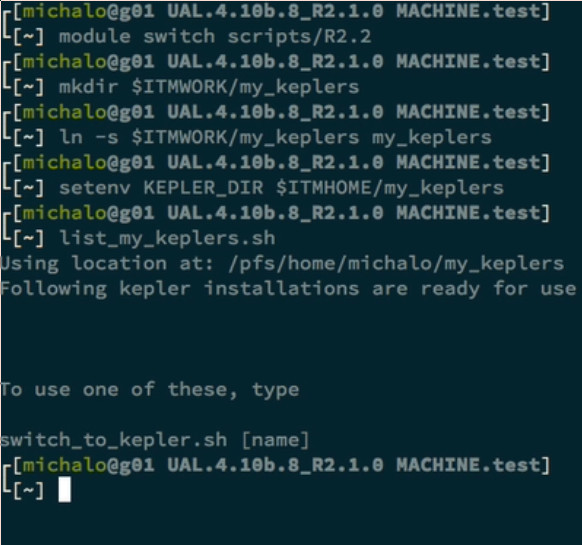 [michalo@g01 UAL.4.10b.8_R2.1.0 MACHINE.test]
[~] module switch scripts/R2.2
[michalo@g01 UAL.4.10b.8_R2.1.0 MACHINE.test]
[~] mkdir $ITMWORK/my_keplers
[michalo@g01 UAL.4.10b.8_R2.1.0 MACHINE.test]
[~] ln -s $ITMWORK/my_keplers my_keplers
[michalo@g01 UAL.4.10b.8_R2.1.0 MACHINE.test]
[~] setenv KEPLER_DIR $ITMHOME/my_keplers
[michalo@g01 UAL.4.10b.8_R2.1.0 MACHINE.test]
[~] list_my_keplers.sh
Using location at: /pfs/home/michalo/my_keplers
Following kepler installations are ready for use
To use one of these, type
switch_to_kepler.sh [name]
[michalo@g01 UAL.4.10b.8_R2.1.0 MACHINE.test]
[~]